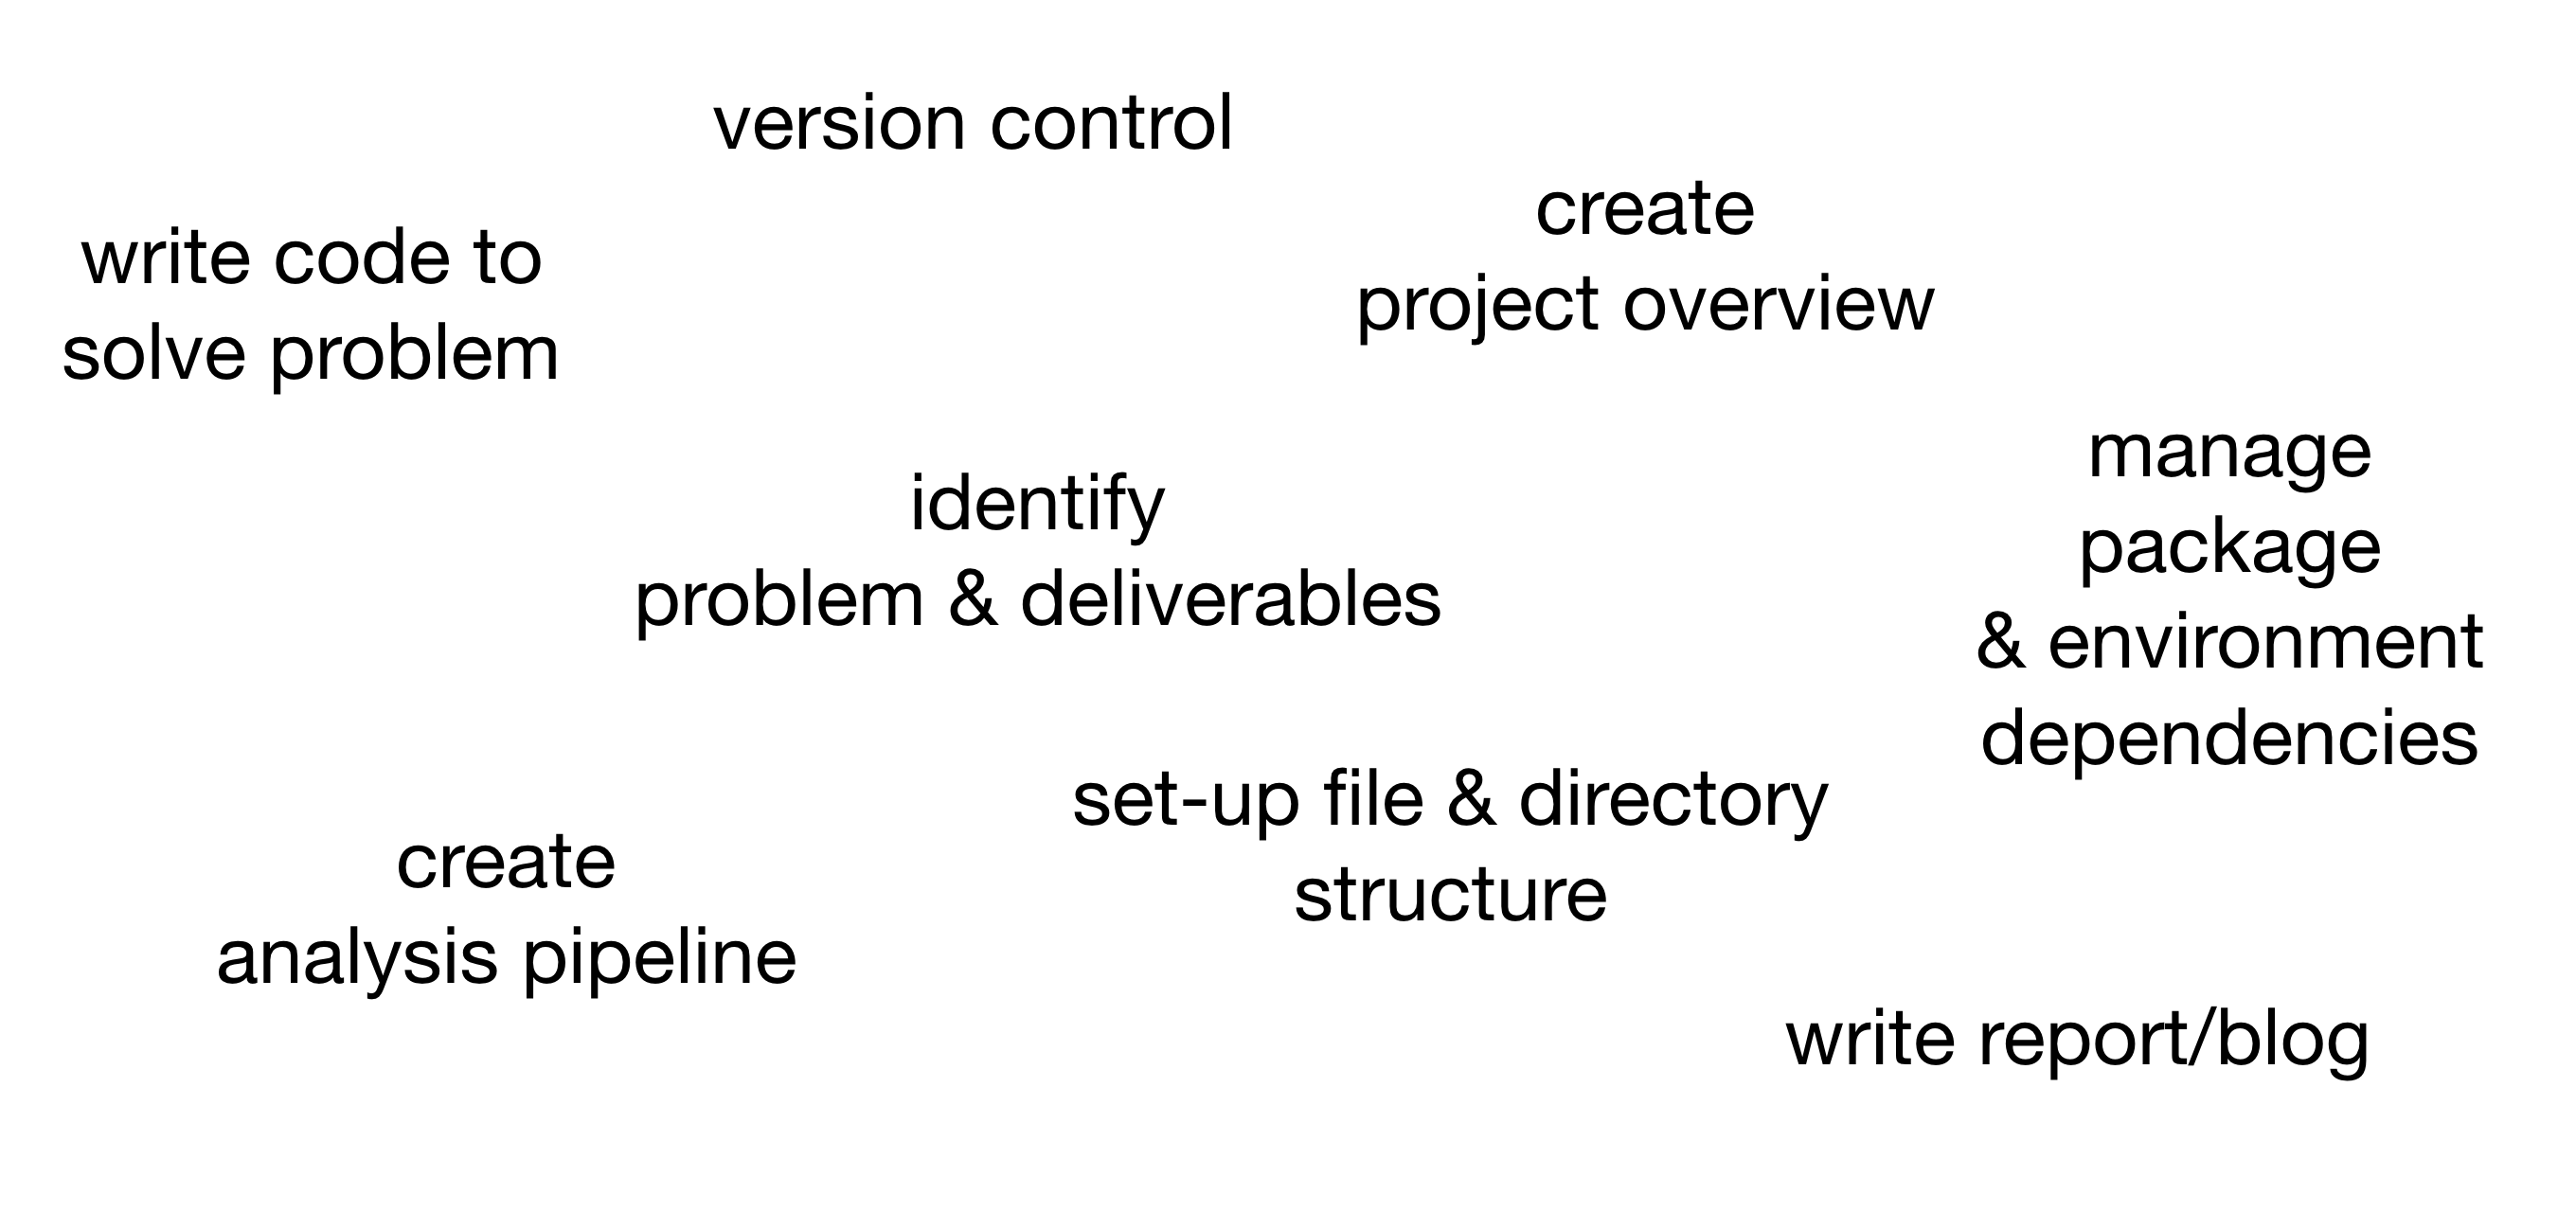 version control
create
project overview
write code to
solve problem
identify
problem & deliverables
manage
package
& environment
dependencies
set-up file & directory
structure
create
analysis pipeline
write report/blog